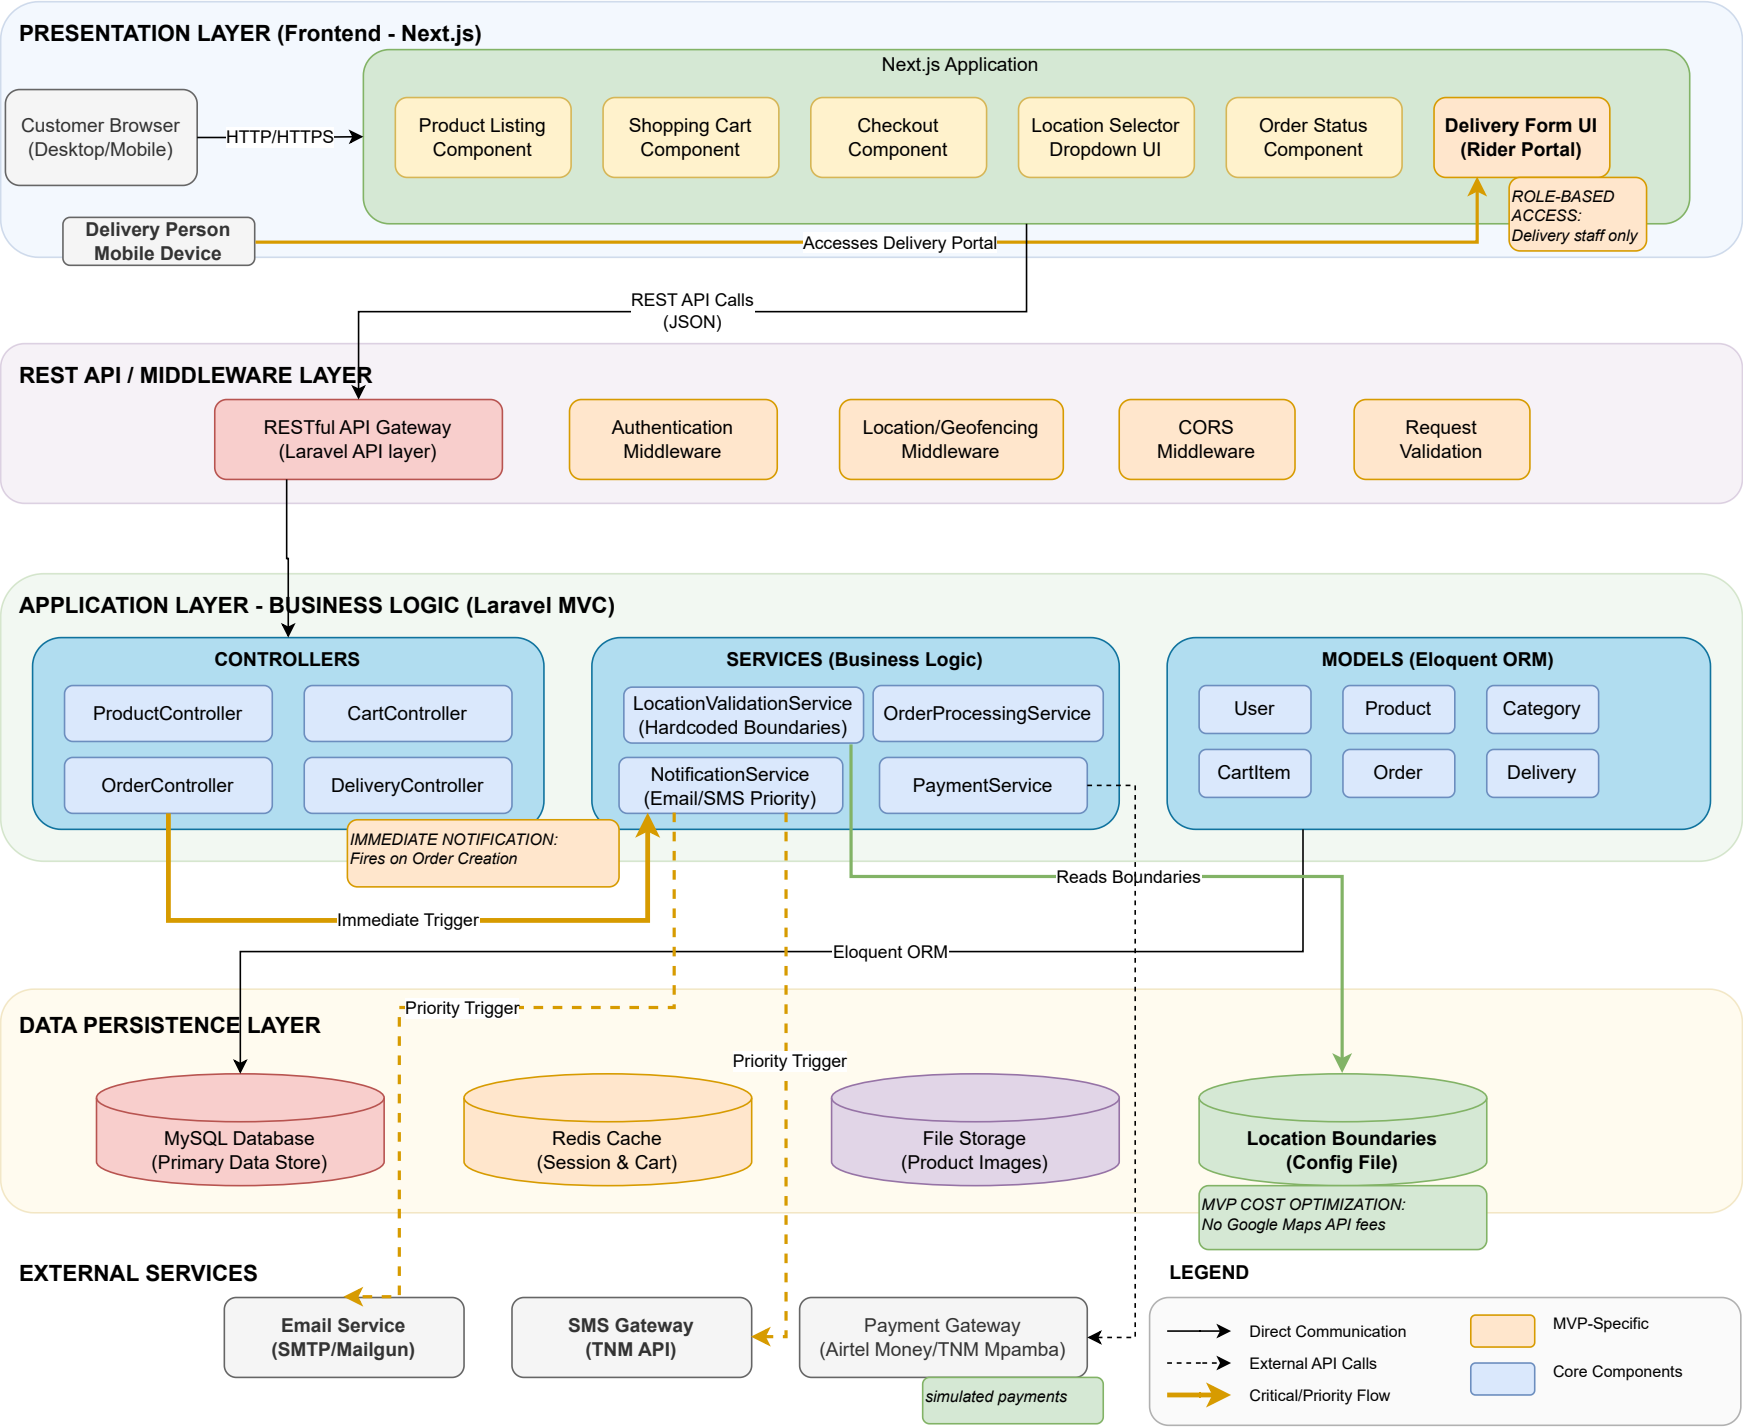 PRESENTATION LAYER (Frontend - Next.js)
Next.js Application
Customer Browser
(Desktop/Mobile)
HTTP/HTTPS
Product Listing
Component
Shopping Cart
Component
Checkout
Component
Location Selector
Dropdown UI
Order Status
Component
Delivery Form UI
(Rider Portal)
ROLE-BASED
ACCESS:
Delivery staff only
Delivery Person
Mobile Device
Accesses Delivery Portal
REST API Calls
(JSON)
REST API / MIDDLEWARE LAYER
RESTful API Gateway
(Laravel API layer)
Authentication
Middleware
Location/Geofencing
Middleware
CORS
Middleware
Request
Validation
APPLICATION LAYER - BUSINESS LOGIC (Laravel MVC)
CONTROLLERS
ProductController
CartController
OrderController
DeliveryController
IMMEDIATE NOTIFICATION:
Fires on Order Creation
SERVICES (Business Logic)
LocationValidationService
(Hardcoded Boundaries)
OrderProcessingService
NotificationService
(Email/SMS Priority)
PaymentService
MODELS (Eloquent ORM)
User
Product
Category
CartItem
Order
Delivery
Reads Boundaries
Immediate Trigger
Eloquent ORM
Priority Trigger
DATA PERSISTENCE LAYER
Priority Trigger
MySQL Database
(Primary Data Store)
Redis Cache
(Session & Cart)
File Storage
(Product Images)
Location Boundaries
(Config File)
MVP COST OPTIMIZATION:
No Google Maps API fees
EXTERNAL SERVICES
Email Service
(SMTP/Mailgun)
SMS Gateway
(TNM API)
Payment Gateway
(Airtel Money/TNM Mpamba)
simulated payments
LEGEND
Direct Communication
External API Calls
Critical/Priority Flow
MVP-Specific
Core Components